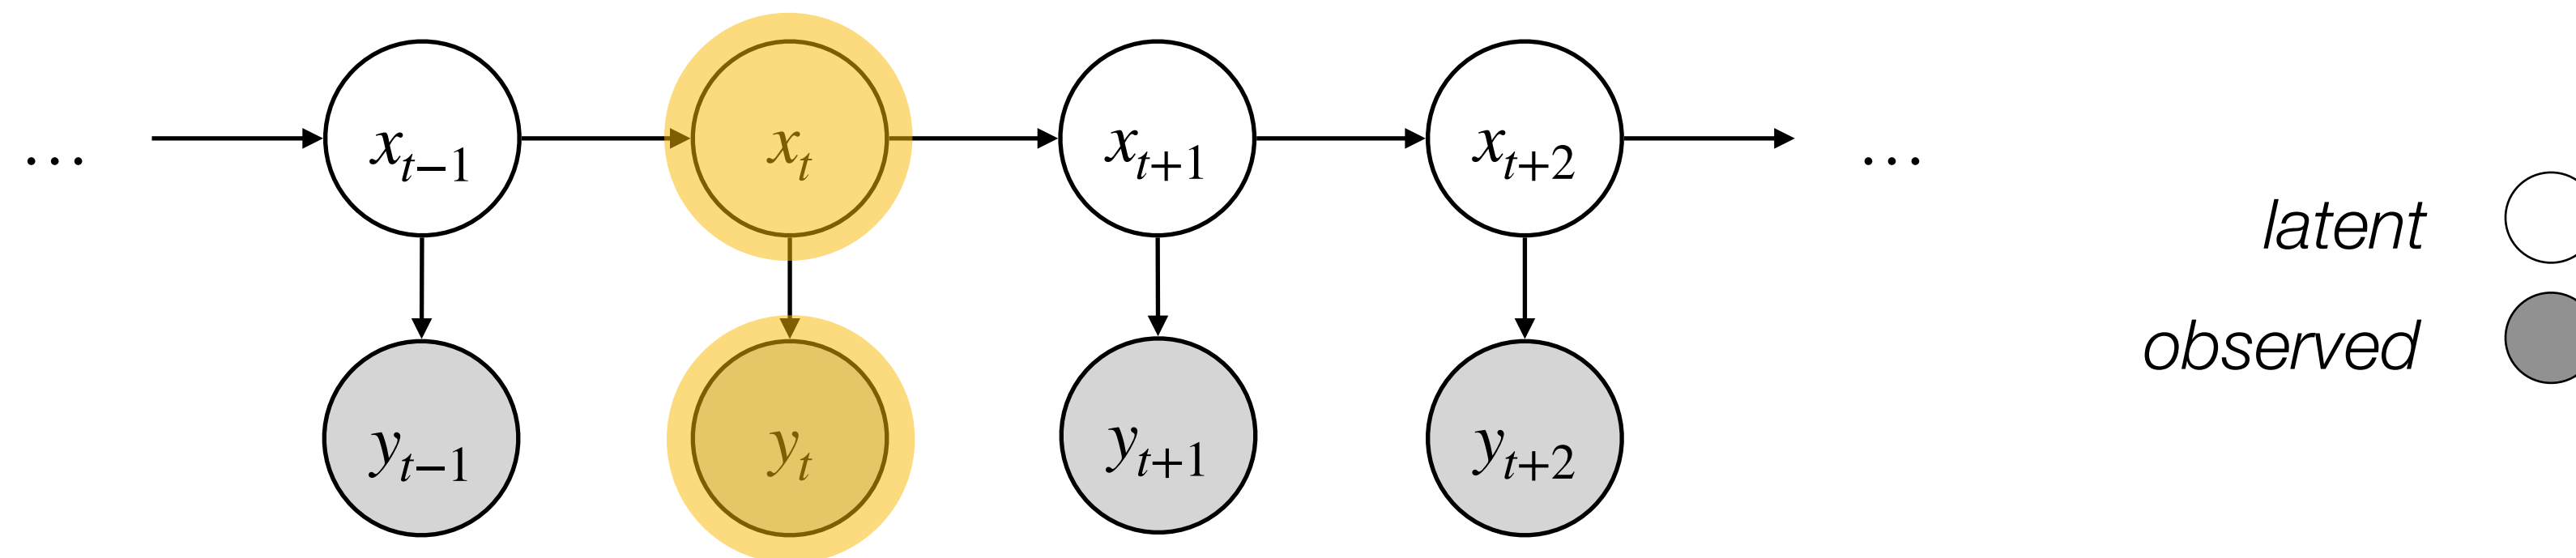 … x_{t−1} x_t x_{t+1} x_{t+2} …
latent
observed
y_{t−1} y_t y_{t+1} y_{t+2}